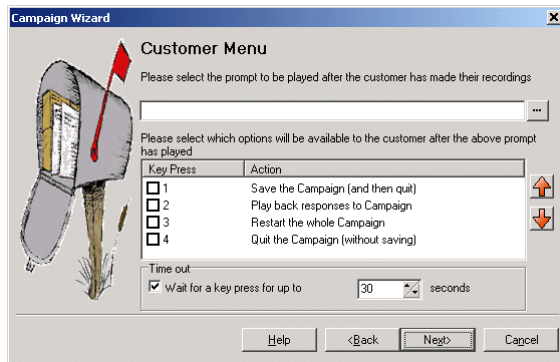 Campaign Wizard
Customer Menu
Please select the prompt to be played after the customer has made their recordings
...
Please select which options will be available to the customer after the above prompt
has played
Key Press Action
1 Save the Campaign (and then quit)
2 Play back responses to Campaign
3 Restart the whole Campaign
4 Quit the Campaign (without saving)
Time out
Wait for a key press for up to 30 seconds
Help <Back Next> Cancel